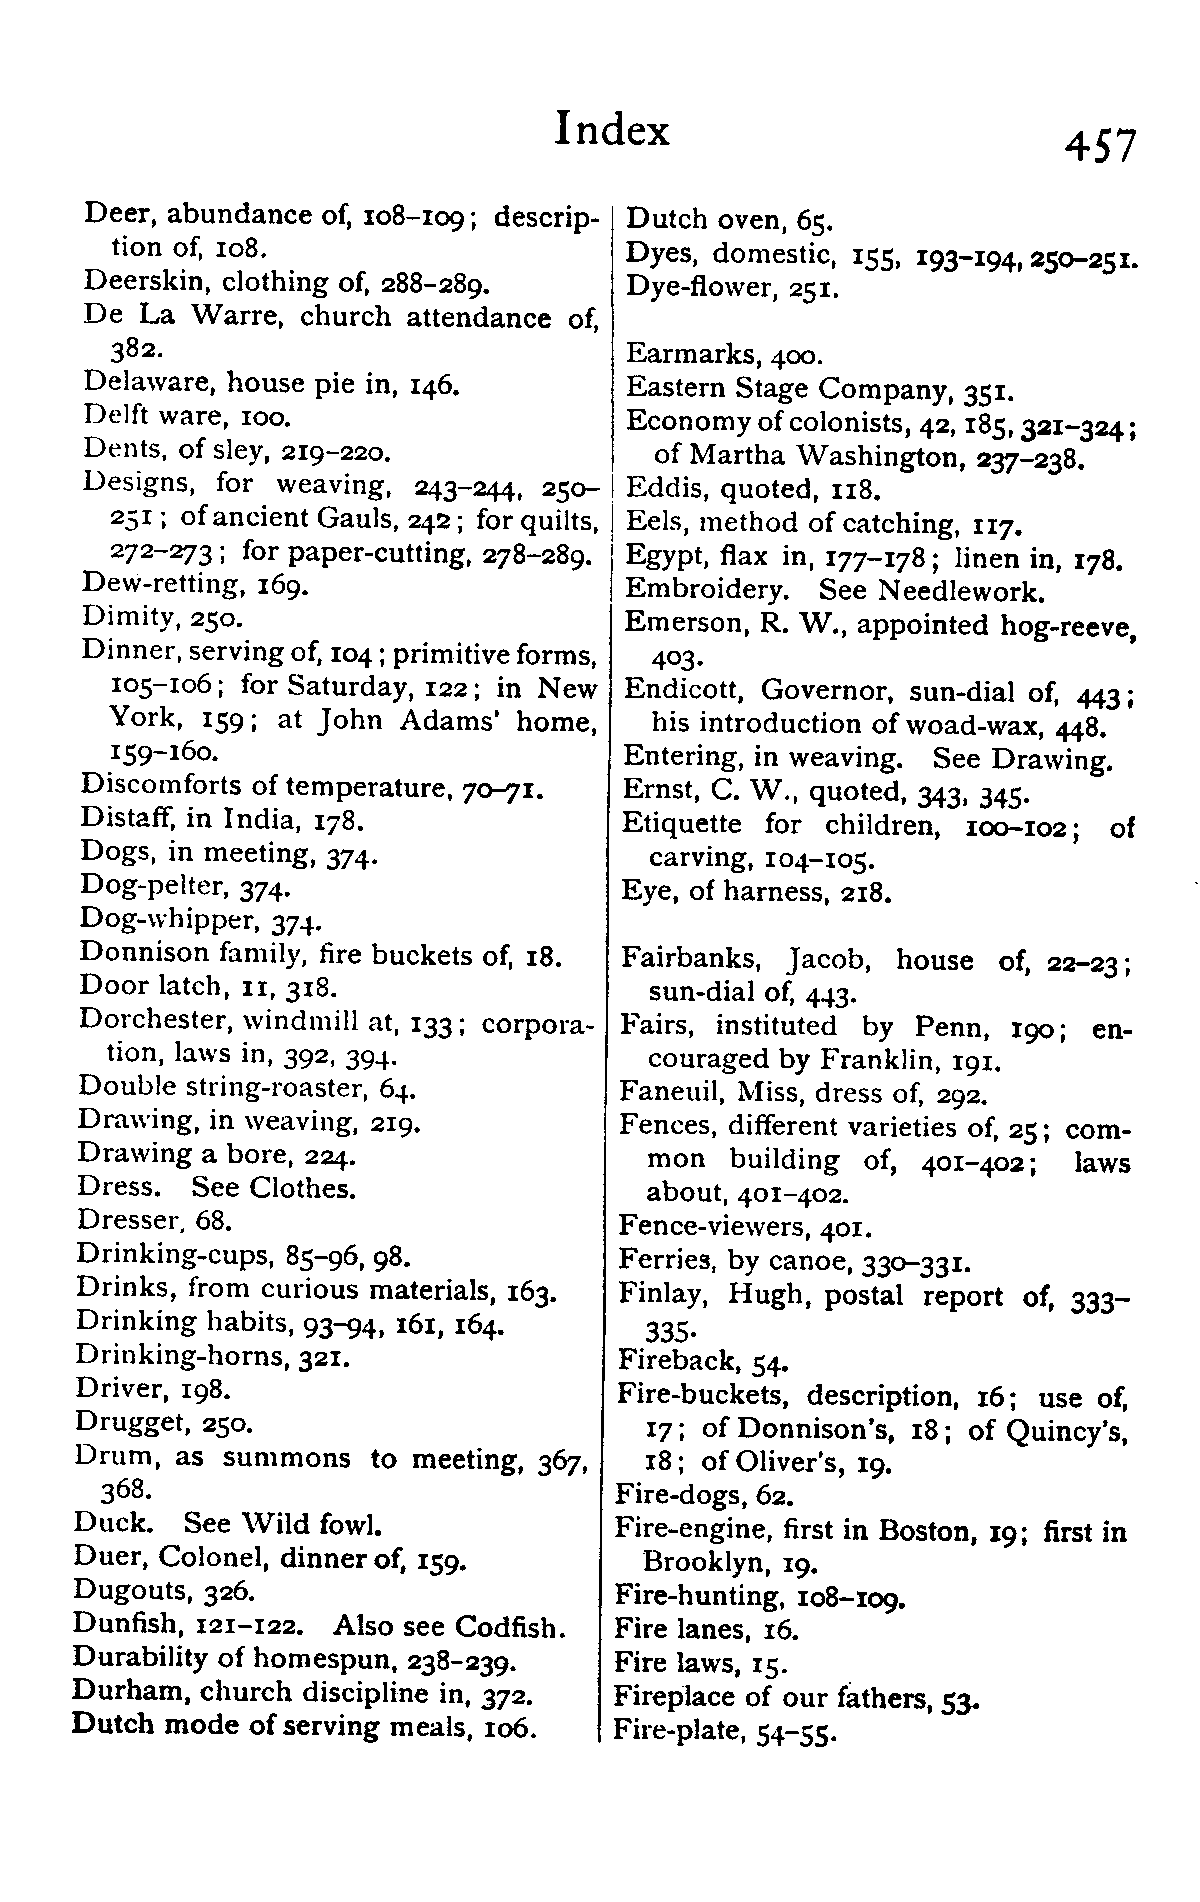 Index
457
Deer, abundance of, 108–109; descrip-
tion of, 108.
Deerskin, clothing of, 288–289.
De La Warre, church attendance of,
382.
Delaware, house pie in, 146.
Delft ware, 100.
Dents, of sley, 219–220.
Designs, for weaving, 243–244, 250–
251; of ancient Gauls, 242; for quilts,
272–273; for paper-cutting, 278–289.
Dew-retting, 169.
Dimity, 250.
Dinner, serving of, 104; primitive forms,
105–106; for Saturday, 122; in New
York, 159; at John Adams' home,
159–160.
Discomforts of temperature, 70–71.
Distaff, in India, 178.
Dogs, in meeting, 374.
Dog-pelter, 374.
Dog-whipper, 374.
Donnison family, fire buckets of, 18.
Door latch, 11, 318.
Dorchester, windmill at, 133; corpora-
tion, laws in, 392, 394.
Double string-roaster, 64.
Drawing, in weaving, 219.
Drawing a bore, 224.
Dress. See Clothes.
Dresser, 68.
Drinking-cups, 85–96, 98.
Drinks, from curious materials, 163.
Drinking habits, 93–94, 161, 164.
Drinking-horns, 321.
Driver, 198.
Drugget, 250.
Drum, as summons to meeting, 367,
368.
Duck. See Wild fowl.
Duer, Colonel, dinner of, 159.
Dugouts, 326.
Dunfish, 121–122. Also see Codfish.
Durability of homespun, 238–239.
Durham, church discipline in, 372.
Dutch mode of serving meals, 106.
Dutch oven, 65.
Dyes, domestic, 155, 193–194, 250–251.
Dye-flower, 251.
Earmarks, 400.
Eastern Stage Company, 351.
Economy of colonists, 42, 185, 321–324;
of Martha Washington, 237–238.
Eddis, quoted, 118.
Eels, method of catching, 117.
Egypt, flax in, 177–178; linen in, 178.
Embroidery. See Needlework.
Emerson, R. W., appointed hog-reeve,
403.
Endicott, Governor, sun-dial of, 443;
his introduction of woad-wax, 448.
Entering, in weaving. See Drawing.
Ernst, C. W., quoted, 343, 345.
Etiquette for children, 100–102; of
carving, 104–105.
Eye, of harness, 218.
Fairbanks, Jacob, house of, 22–23;
sun-dial of, 443.
Fairs, instituted by Penn, 190; en-
couraged by Franklin, 191.
Faneuil, Miss, dress of, 292.
Fences, different varieties of, 25; com-
mon building of, 401–402; laws
about, 401–402.
Fence-viewers, 401.
Ferries, by canoe, 330–331.
Finlay, Hugh, postal report of, 333–
335.
Fireback, 54.
Fire-buckets, description, 16; use of,
17; of Donnison's, 18; of Quincy's,
18; of Oliver's, 19.
Fire-dogs, 62.
Fire-engine, first in Boston, 19; first in
Brooklyn, 19.
Fire-hunting, 108–109.
Fire lanes, 16.
Fire laws, 15.
Fireplace of our fathers, 53.
Fire-plate, 54–55.